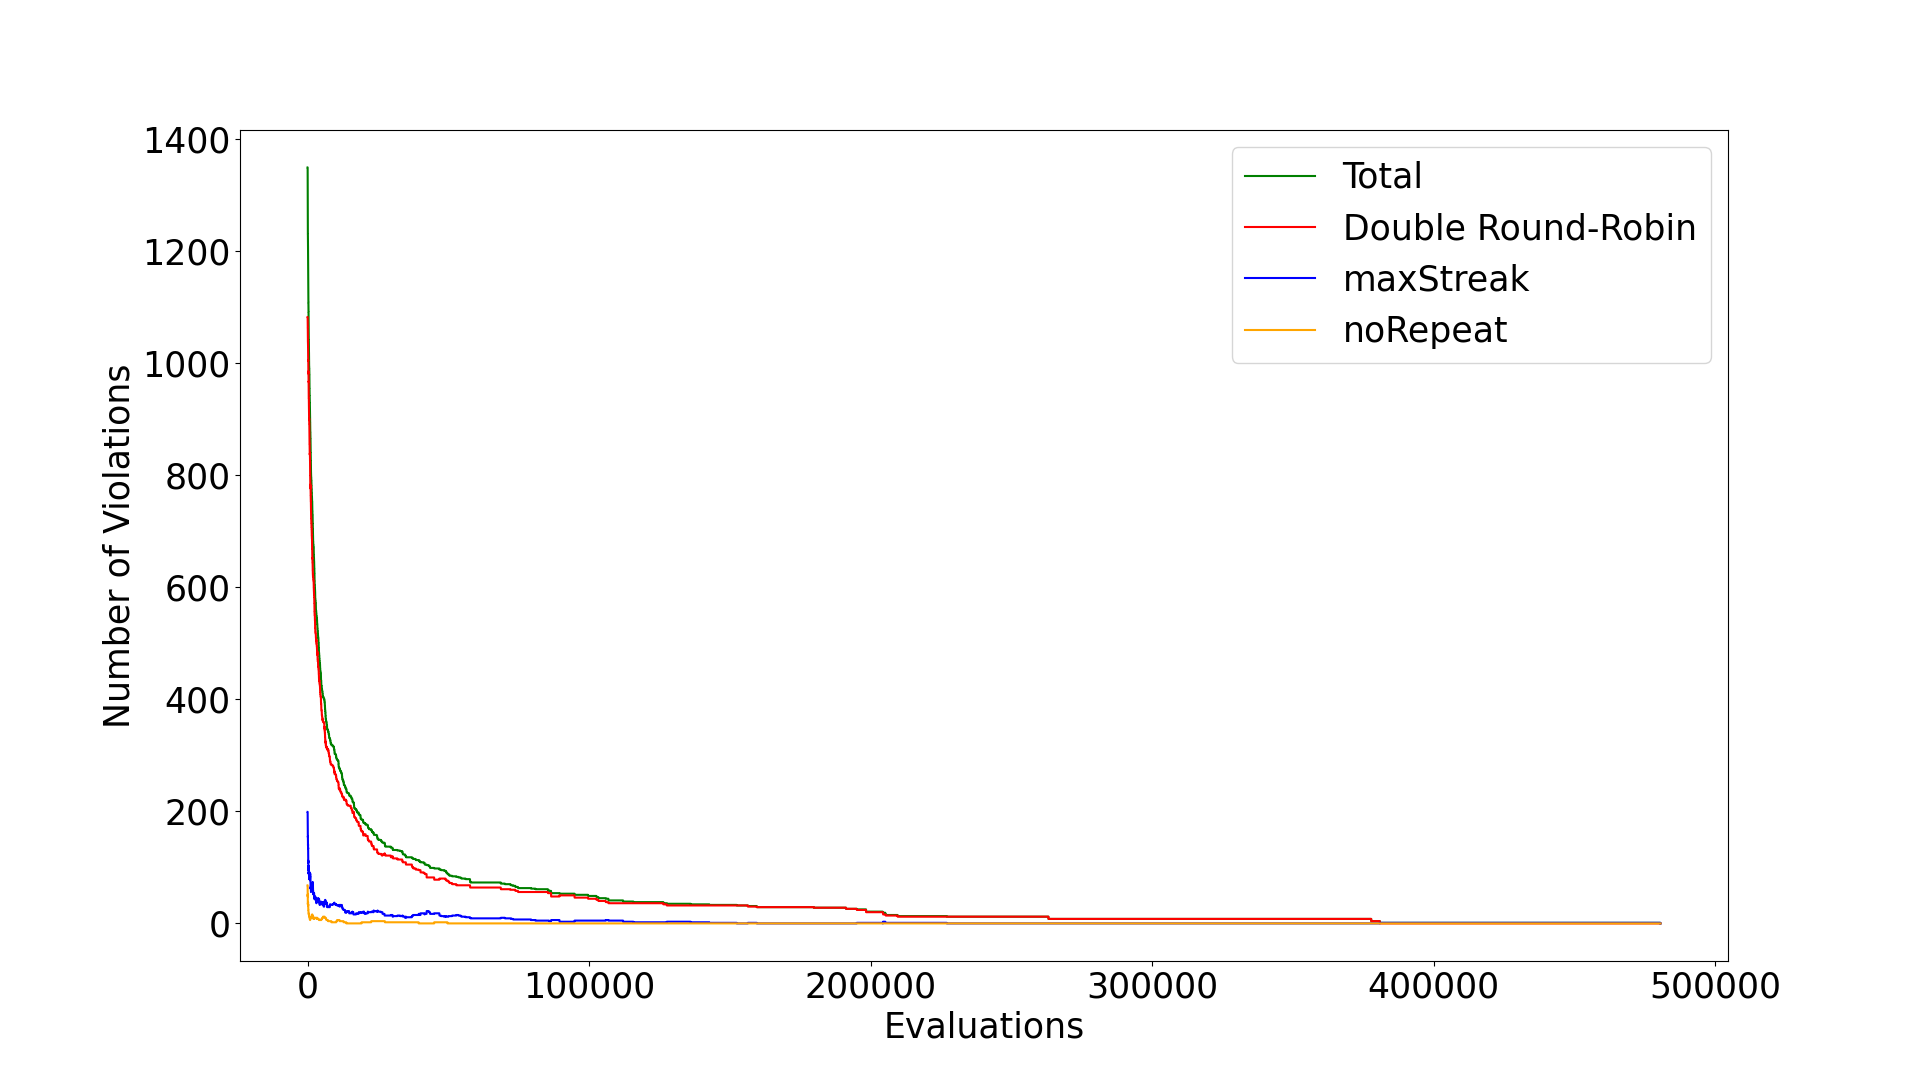 1400
1200
1000
800
600
400
200
0
Number of Violations
Total
Double Round-Robin
maxStreak
noRepeat
0 100000 200000 300000 400000 500000
Evaluations